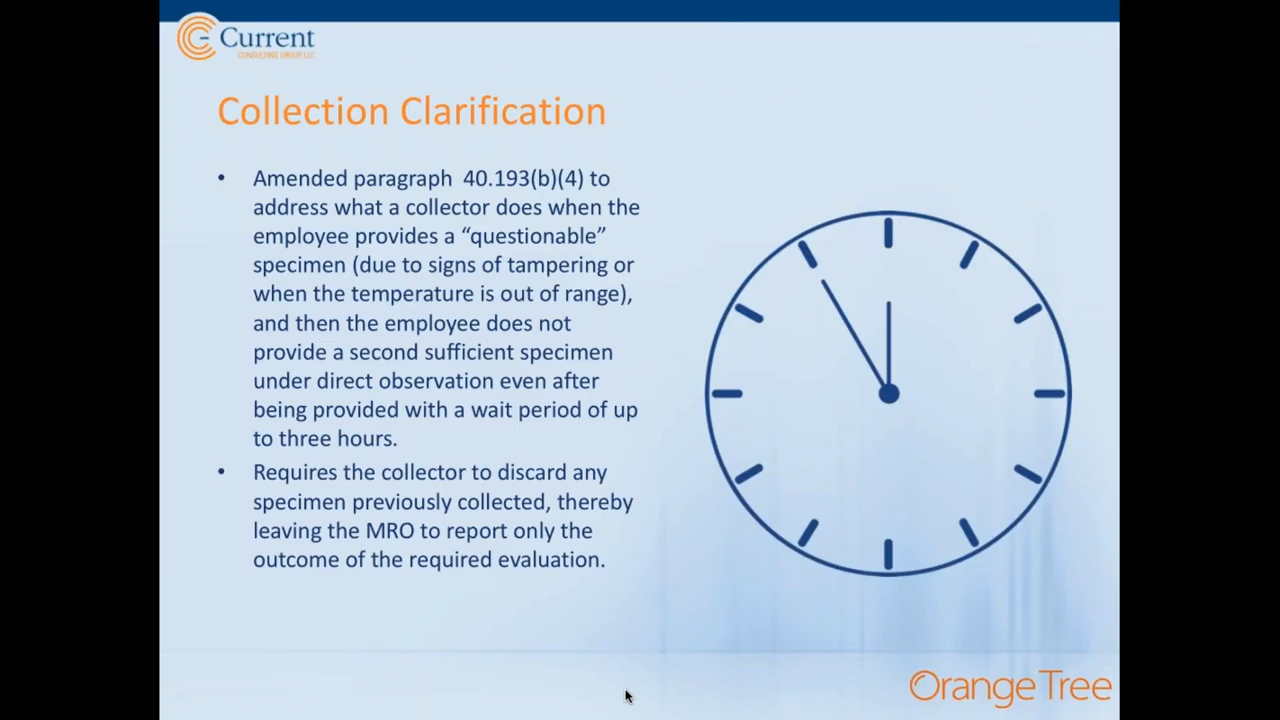 Current
CONSULTING GROUP, LLC
Collection Clarification
• Amended paragraph 40.193(b)(4) to
address what a collector does when the
employee provides a “questionable”
specimen (due to signs of tampering or
when the temperature is out of range),
and then the employee does not
provide a second sufficient specimen
under direct observation even after
being provided with a wait period of up
to three hours.
• Requires the collector to discard any
specimen previously collected, thereby
leaving the MRO to report only the
outcome of the required evaluation.
OrangeTree